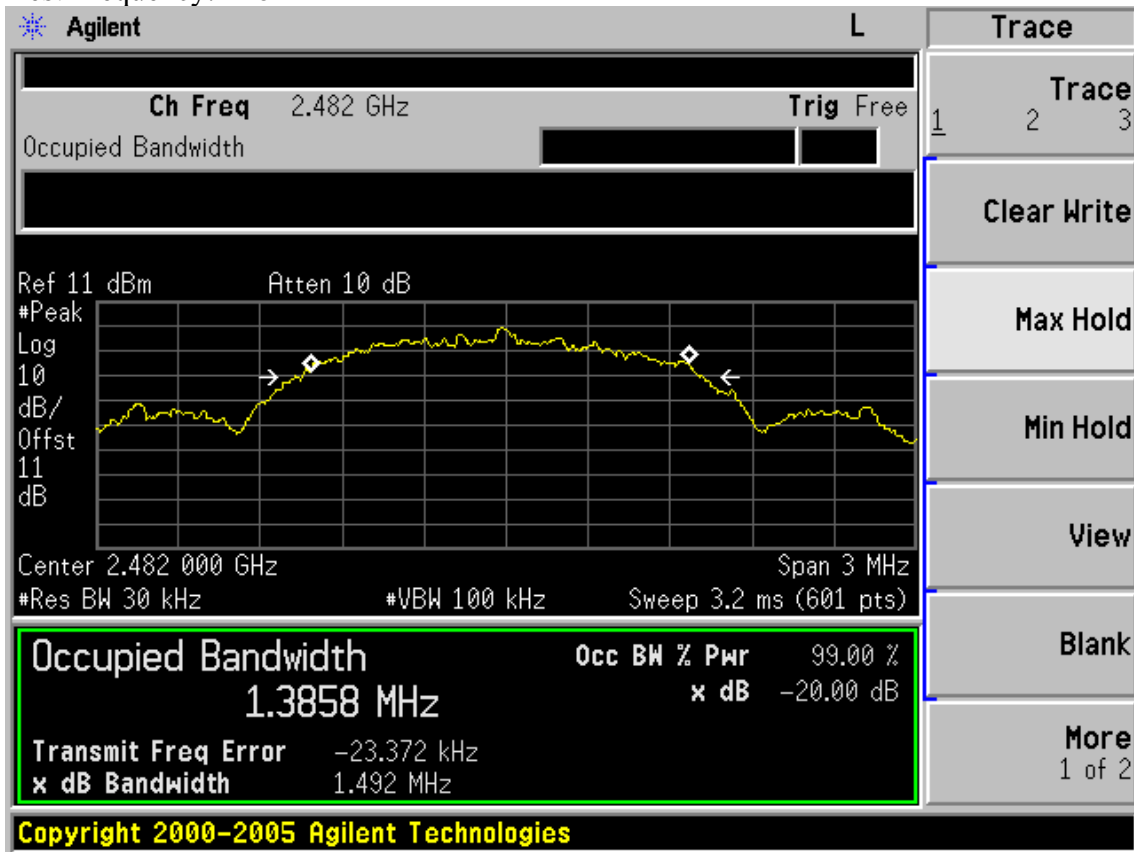 Agilent L Trace
Ch Freq 2.482 GHz Trig Free
Occupied Bandwidth
Trace
1 2 3
Clear Write
Max Hold
Min Hold
View
Blank
More
1 of 2
Ref 11 dBm Atten 10 dB
#Peak
Log
10
dB/
Offst
11
dB
Center 2.482 000 GHz Span 3 MHz
#Res BW 30 kHz #VBW 100 kHz Sweep 3.2 ms (601 pts)
Occupied Bandwidth Occ BW % Pwr 99.00 %
1.3858 MHz x dB -20.00 dB
Transmit Freq Error -23.372 kHz
x dB Bandwidth 1.492 MHz
Copyright 2000-2005 Agilent Technologies